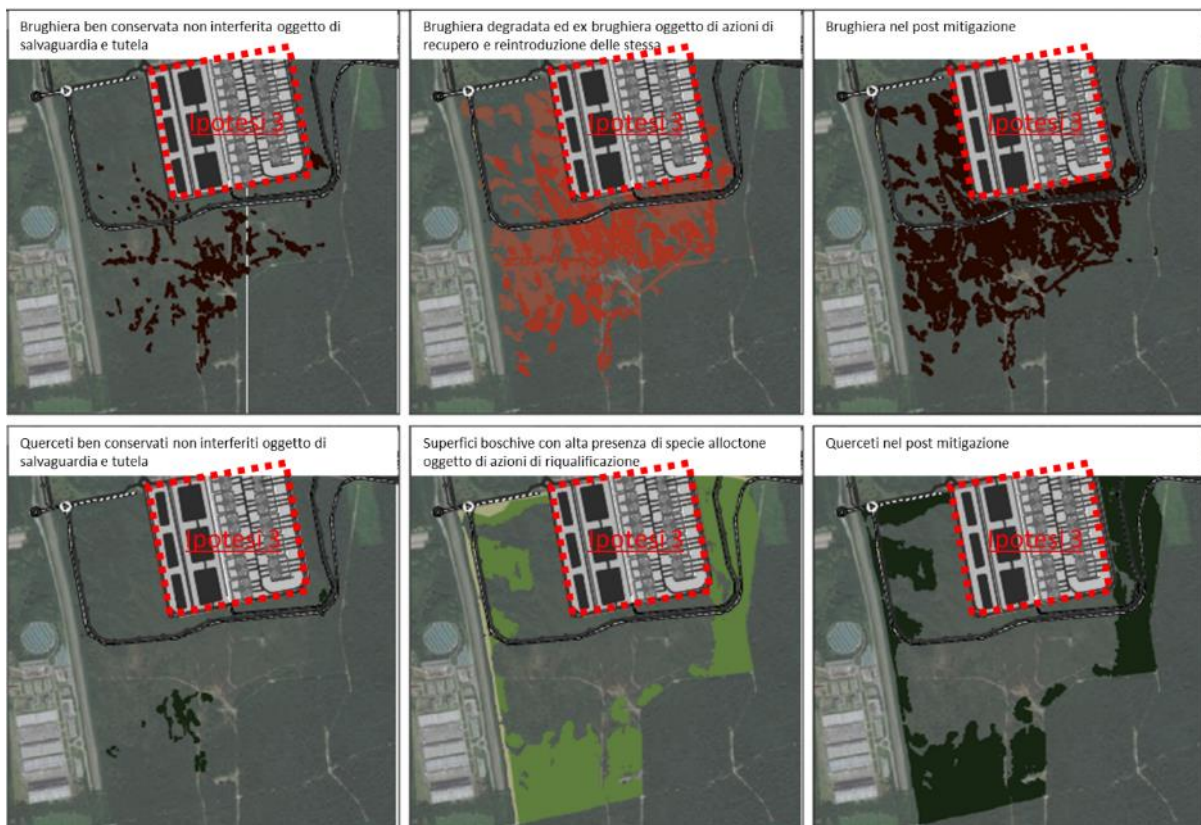 Brughiera ben conservata non interferita oggetto di
salvaguardia e tutela
Brughiera degradata ed ex brughiera oggetto di azioni di
recupero e reintroduzione delle stessa
Brughiera nel post mitigazione
Ipotesi 3
Ipotesi 3
Ipotesi 3
Querceti ben conservati non interferiti oggetto di
salvaguardia e tutela
Superfici boschive con alta presenza di specie alloctone
oggetto di azioni di riqualificazione
Querceti nel post mitigazione
Ipotesi 3
Ipotesi 3
Ipotesi 3